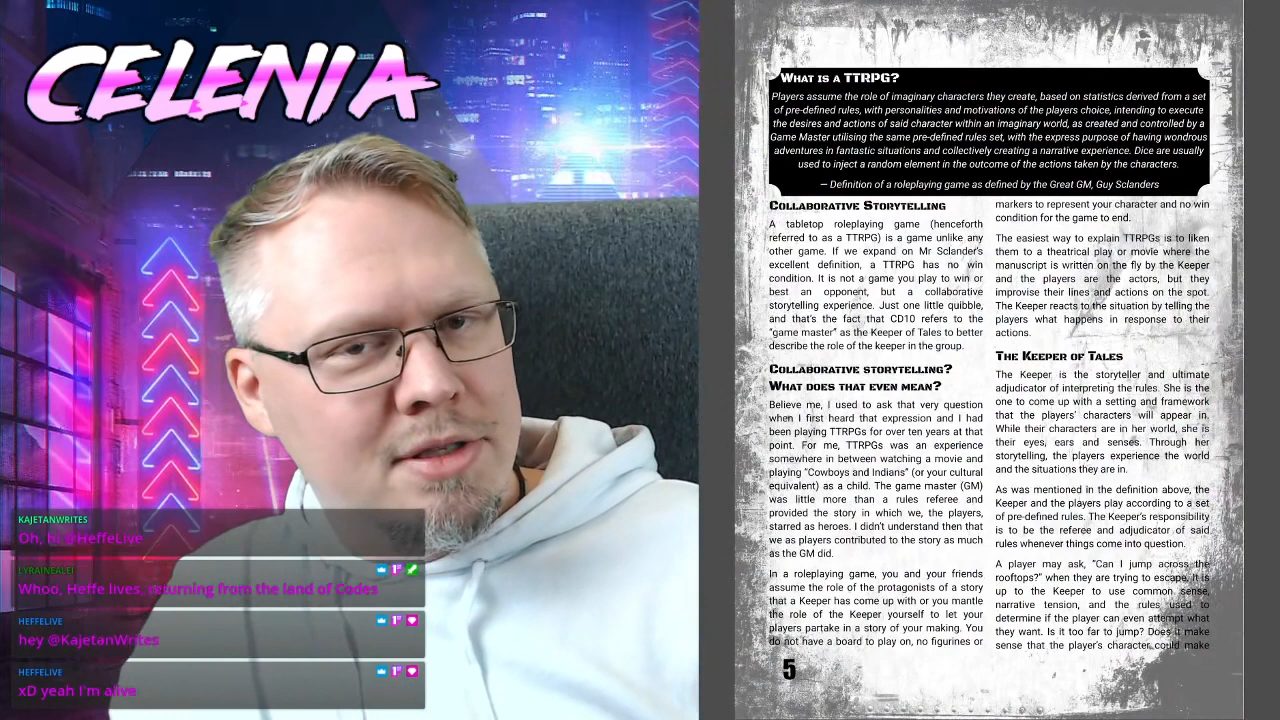 CELENIA
KAJETANWRITES
Oh, hi @HeffeLive
LYRAINEALEI
Whoo, Heffe lives, returning from the land of Codes
HEFFELIVE
hey @KajetanWrites
HEFFELIVE
xD yeah I'm alive
WHAT IS A TTRPG?
Players assume the role of imaginary characters they create, based on statistics derived from a set
of pre-defined rules, with personalities and motivations of the players choice, intending to execute
the desires and actions of said character within an imaginary world, as created and controlled by a
Game Master utilising the same pre-defined rules set, with the express purpose of having wondrous
adventures in fantastic situations and collectively creating a narrative experience. Dice are usually
used to inject a random element in the outcome of the actions taken by the characters.
— Definition of a roleplaying game as defined by the Great GM, Guy Sclanders
COLLABORATIVE STORYTELLING
A tabletop roleplaying game (henceforth
referred to as a TTRPG) is a game unlike any
other game. If we expand on Mr Sclander's
excellent definition, a TTRPG has no win
condition. It is not a game you play to win or
best an opponent, but a collaborative
storytelling experience. Just one little quibble,
and that's the fact that CD10 refers to the
"game master" as the Keeper of Tales to better
describe the role of the keeper in the group.
COLLABORATIVE STORYTELLING?
WHAT DOES THAT EVEN MEAN?
Believe me, I used to ask that very question
when I first heard that expression and I had
been playing TTRPGs for over ten years at that
point. For me, TTRPGs was an experience
somewhere in between watching a movie and
playing "Cowboys and Indians" (or your cultural
equivalent) as a child. The game master (GM)
was little more than a rules referee and
provided the story in which we, the players,
starred as heroes. I didn't understand then that
we as players contributed to the story as much
as the GM did.
In a roleplaying game, you and your friends
assume the role of the protagonists of a story
that a Keeper has come up with or you mantle
the role of the Keeper yourself to let your
players partake in a story of your making. You
do not have a board to play on, no figurines or
markers to represent your character and no win
condition for the game to end.
The easiest way to explain TTRPGs is to liken
them to a theatrical play or movie where the
manuscript is written on the fly by the Keeper
and the players are the actors, but they
improvise their lines and actions on the spot.
The Keeper reacts to the situation by telling the
players what happens in response to their
actions.
THE KEEPER OF TALES
The Keeper is the storyteller and ultimate
adjudicator of interpreting the rules. She is the
one to come up with a setting and framework
that the players' characters will appear in.
While their characters are in her world, she is
their eyes, ears and senses. Through her
storytelling, the players experience the world
and the situations they are in.
As was mentioned in the definition above, the
Keeper and the players play according to a set
of pre-defined rules. The Keeper's responsibility
is to be the referee and adjudicator of said
rules whenever things come into question.
A player may ask, "Can I jump across the
rooftops?" when they are trying to escape. It is
up to the Keeper to use common sense,
narrative tension, and the rules used to
determine if the player can even attempt what
they want. Is it too far to jump? Does it make
sense that the player's character could make
5